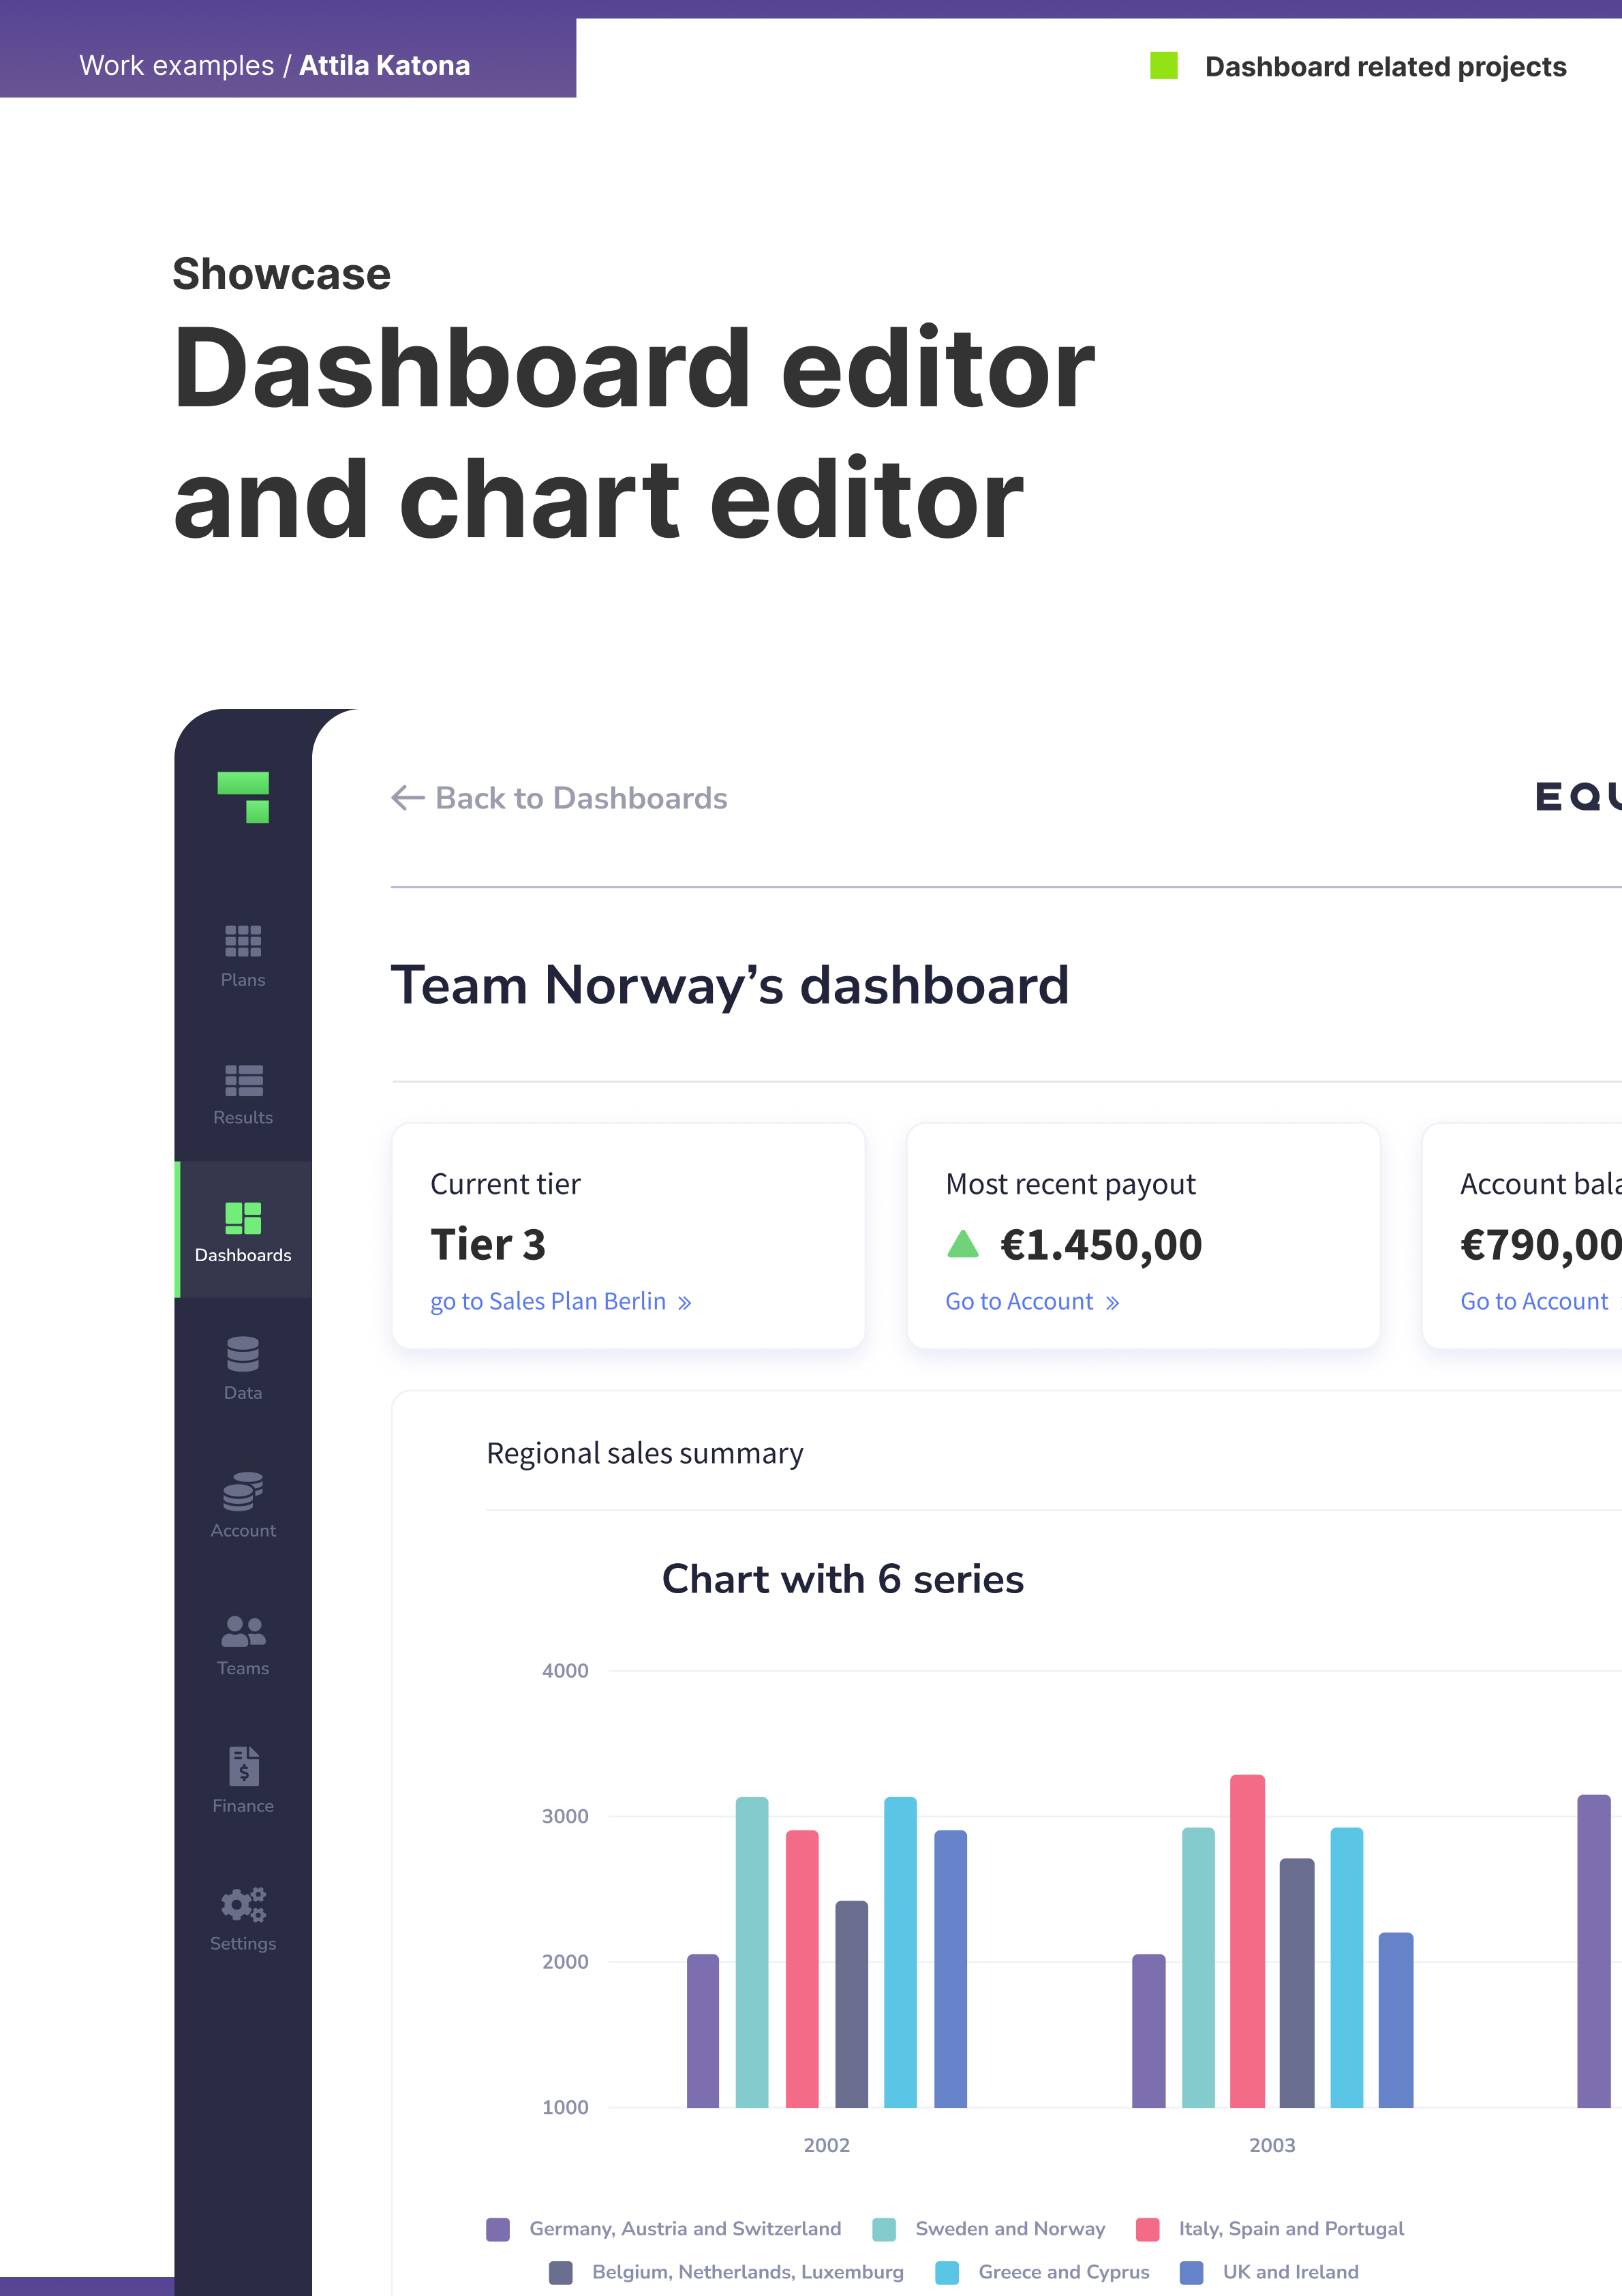 Work examples / Attila Katona
Dashboard related projects
Showcase
Dashboard editor
and chart editor
Back to Dashboards
EQU
Plans
Results
Dashboards
Data
Account
Teams
Finance
Settings
Team Norway’s dashboard
Current tier
Tier 3
go to Sales Plan Berlin »
Most recent payout
€1.450,00
Go to Account »
Account bala
€790,00
Go to Account
Regional sales summary
Chart with 6 series
4000
3000
2000
1000
2002
2003
Germany, Austria and Switzerland
Sweden and Norway
Italy, Spain and Portugal
Belgium, Netherlands, Luxemburg
Greece and Cyprus
UK and Ireland